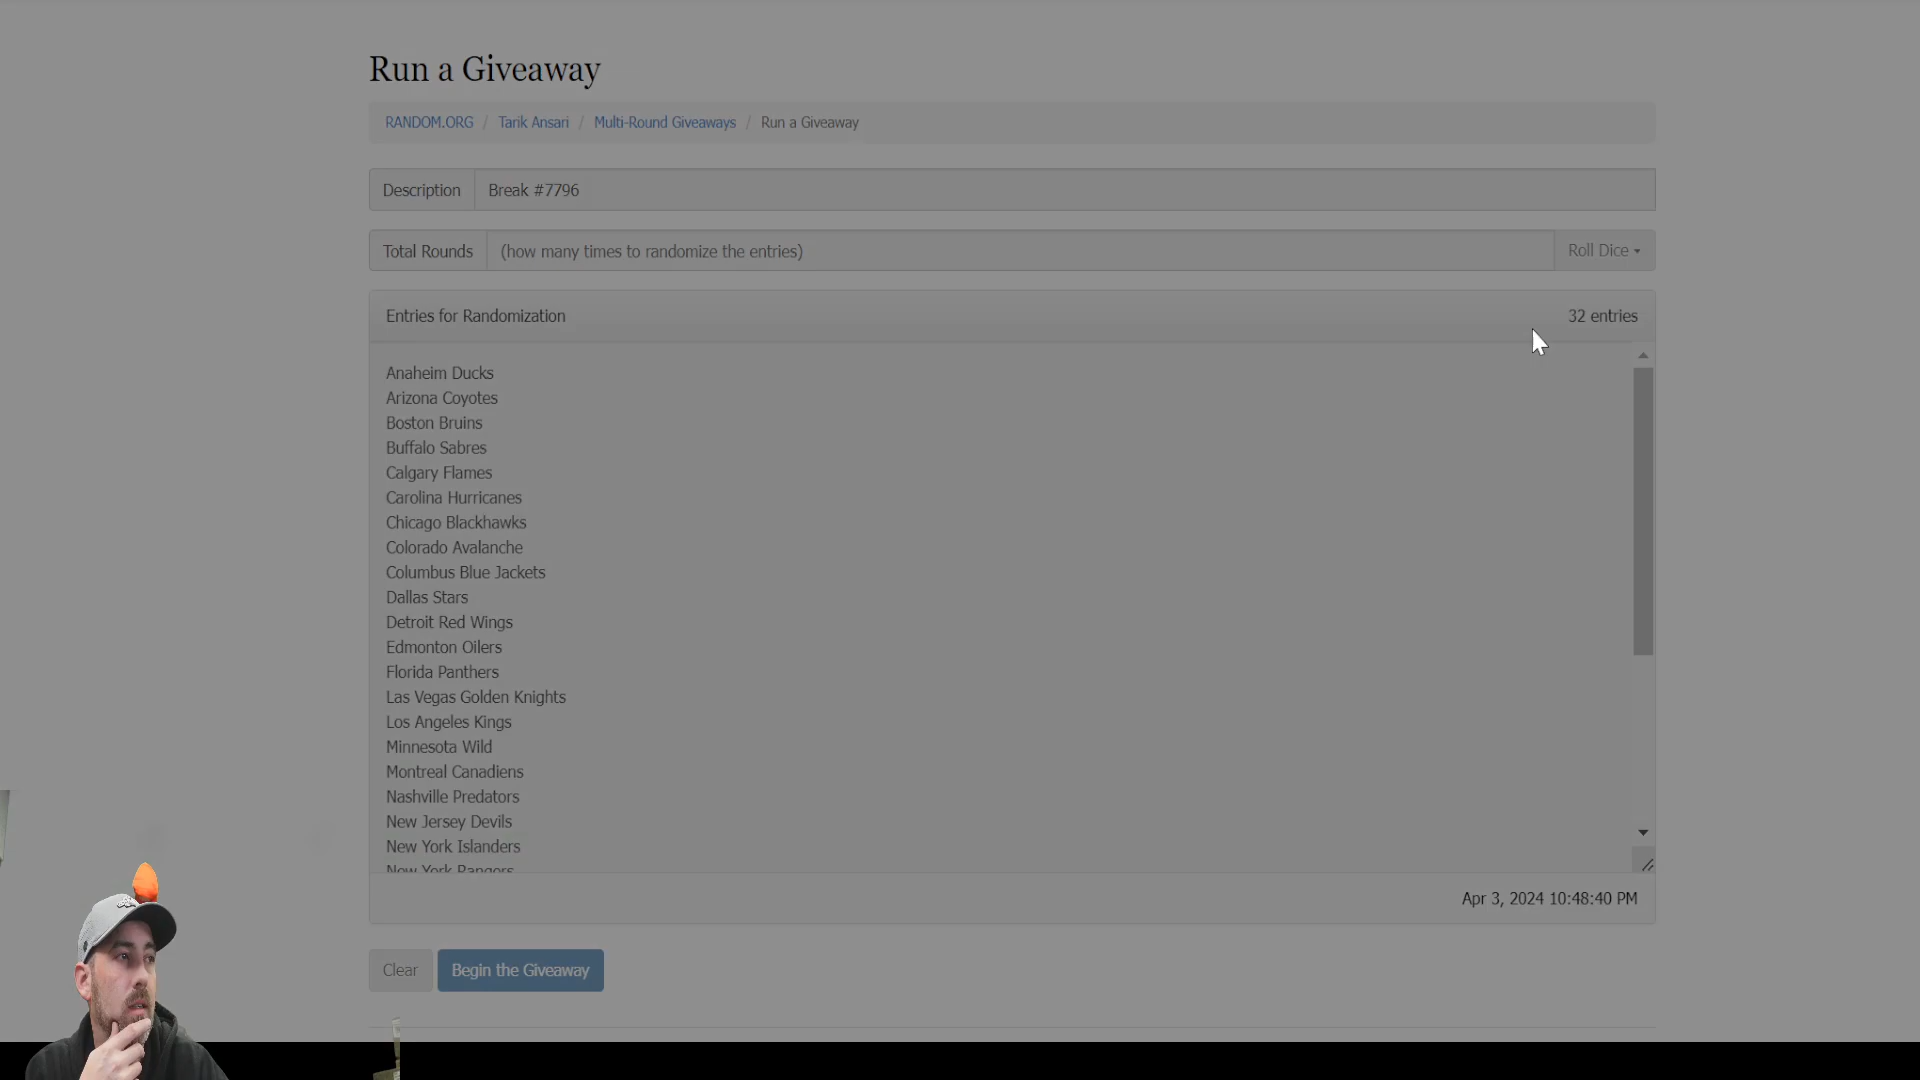 Run a Giveaway
RANDOM.ORG / Tarik Ansari / Multi-Round Giveaways / Run a Giveaway
Description Break #7796
Total Rounds (how many times to randomize the entries) Roll Dice
Entries for Randomization 32 entries
Anaheim Ducks
Arizona Coyotes
Boston Bruins
Buffalo Sabres
Calgary Flames
Carolina Hurricanes
Chicago Blackhawks
Colorado Avalanche
Columbus Blue Jackets
Dallas Stars
Detroit Red Wings
Edmonton Oilers
Florida Panthers
Las Vegas Golden Knights
Los Angeles Kings
Minnesota Wild
Montreal Canadiens
Nashville Predators
New Jersey Devils
New York Islanders
New York Rangers
Apr 3, 2024 10:48:40 PM
Clear Begin the Giveaway